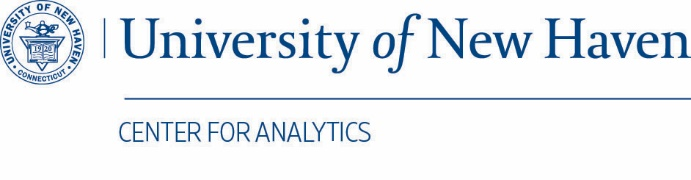 UNIVERSITY OF NEW HAVEN
1920
CONNECTICUT
University of New Haven
CENTER FOR ANALYTICS